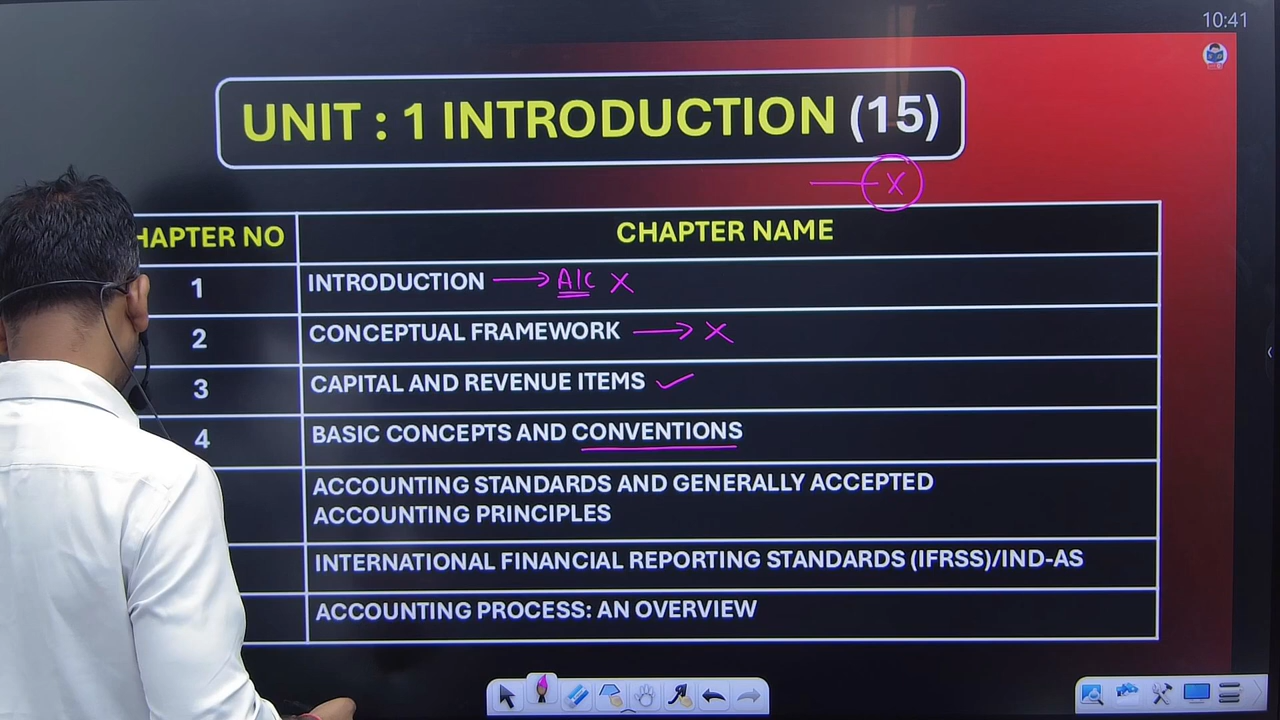 10:41
UNIT : 1 INTRODUCTION (15)
x
HAPTER NO CHAPTER NAME
1 INTRODUCTION → A/C X
2 CONCEPTUAL FRAMEWORK → X
3 CAPITAL AND REVENUE ITEMS ✓
4 BASIC CONCEPTS AND CONVENTIONS
ACCOUNTING STANDARDS AND GENERALLY ACCEPTED
ACCOUNTING PRINCIPLES
INTERNATIONAL FINANCIAL REPORTING STANDARDS (IFRSS)/IND-AS
ACCOUNTING PROCESS: AN OVERVIEW